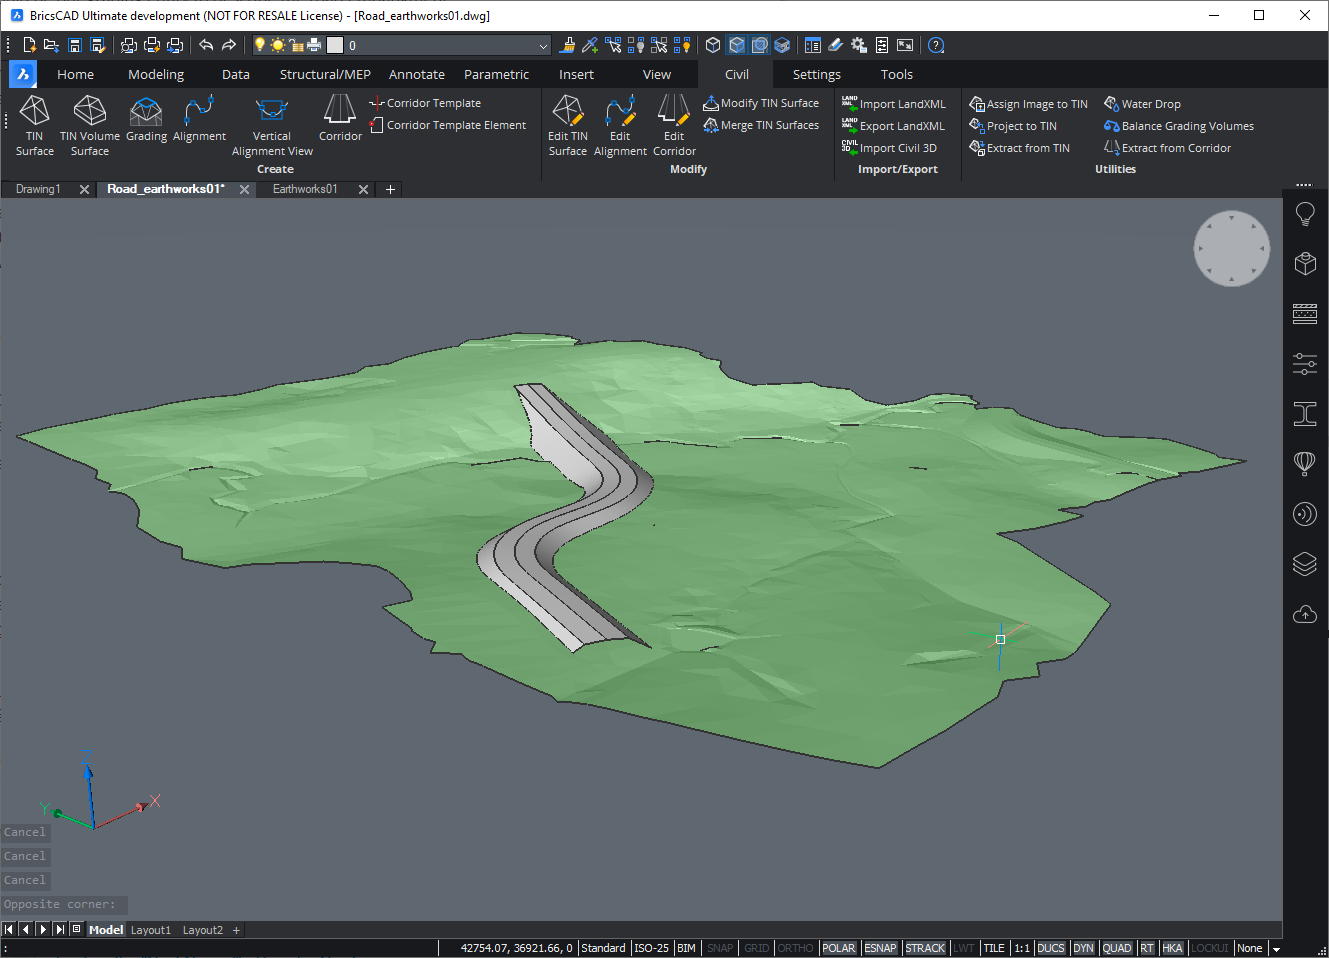 BricsCAD Ultimate development (NOT FOR RESALE License) - [Road_earthworks01.dwg]
0
Home Modeling Data Structural/MEP Annotate Parametric Insert View Civil Settings Tools
TIN Surface
TIN Volume Surface
Grading
Alignment
Vertical Alignment View
Corridor
Corridor Template
Corridor Template Element
Create
Edit TIN Surface
Edit Alignment
Edit Corridor
Modify TIN Surface
Merge TIN Surfaces
Modify
LAND XML Import LandXML
LAND XML Export LandXML
CIVIL 3D Import Civil 3D
Import/Export
Assign Image to TIN
Project to TIN
Extract from TIN
Water Drop
Balance Grading Volumes
Extract from Corridor
Utilities
Drawing1 Road_earthworks01* Earthworks01 +
Z
Y
X
Cancel
Cancel
Cancel
Opposite corner:
Model Layout1 Layout2 +
: 42754.07, 36921.66, 0 Standard ISO-25 BIM SNAP GRID ORTHO POLAR ESNAP STRACK LWT TILE 1:1 DUCS DYN QUAD RT HKA LOCKUI None